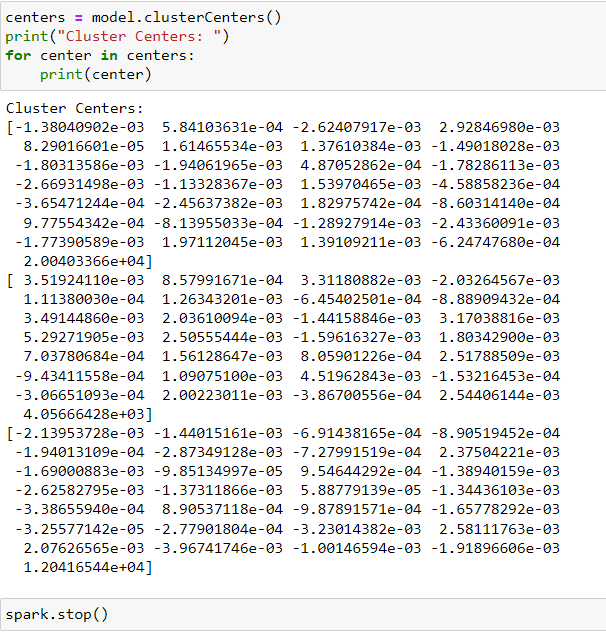 centers = model.clusterCenters()
print("Cluster Centers: ")
for center in centers:
    print(center)
Cluster Centers:
[-1.38040902e-03  5.84103631e-04 -2.62407917e-03  2.92846980e-03
  8.29016601e-05  1.61465534e-03  1.37610384e-03 -1.49018028e-03
 -1.80313586e-03 -1.94061965e-03  4.87052862e-04 -1.78286113e-03
 -2.66931498e-03 -1.13328367e-03  1.53970465e-03 -4.58858236e-04
 -3.65471244e-04 -2.45637382e-03  1.82975742e-04 -8.60314140e-04
  9.77554342e-04 -8.13955033e-04 -1.28927914e-03 -2.43360091e-03
 -1.77390589e-03  1.97112045e-03  1.39109211e-03 -6.24747680e-04
  2.00403366e+04]
[ 3.51924110e-03  8.57991671e-04  3.31180882e-03 -2.03264567e-03
  1.11380030e-04  1.26343201e-03 -6.45402501e-04 -8.88909432e-04
  3.49144860e-03  2.03610094e-03 -1.44158846e-03  3.17038816e-03
  5.29271905e-03  2.50555444e-03 -1.59616327e-03  1.80342900e-03
  7.03780684e-04  1.56128647e-03  8.05901226e-04  2.51788509e-03
 -9.43411558e-04  1.09075100e-03  4.51962843e-03 -1.53216453e-04
 -3.06651093e-04  2.00223011e-03 -3.86700556e-04  2.54406144e-03
  4.05666428e+03]
[-2.13953728e-03 -1.44015161e-03 -6.91438165e-04 -8.90519452e-04
 -1.94013109e-04 -2.87349128e-03 -7.27991519e-04  2.37504221e-03
 -1.69000883e-03 -9.85134997e-05  9.54644292e-04 -1.38940159e-03
 -2.62582795e-03 -1.37311866e-03  5.88779139e-05 -1.34436103e-03
 -3.38655940e-04  8.90537118e-04 -9.87891571e-04 -1.65778292e-03
 -3.25577142e-05 -2.77901804e-04 -3.23014382e-03  2.58111763e-03
  2.07626565e-03 -3.96741746e-03 -1.00146594e-03 -1.91896606e-03
  1.20416544e+04]
spark.stop()